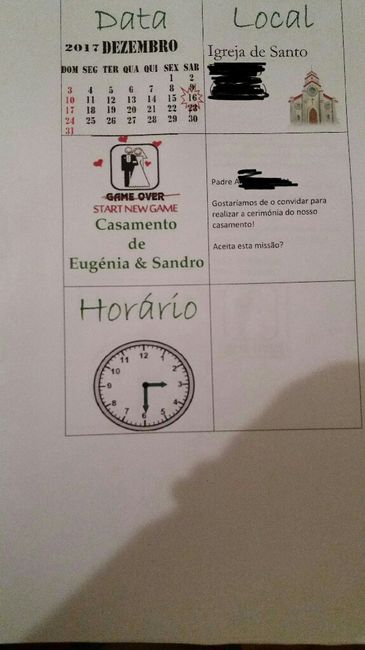 Data
2017 DEZEMBRO
DOM SEG TER QUA QUI SEX SAB
1 2
3 4 5 6 7 8 9
10 11 12 13 14 15 16
17 18 19 20 21 22 23
24 25 26 27 28 29 30
31
Local
Igreja de Santo
GAME OVER
START NEW GAME
Casamento
de
Eugénia & Sandro
Padre A
Gostaríamos de o convidar para
realizar a cerimónia do nosso
casamento!
Aceita esta missão?
Horário
12
11 1
10 2
9 3
8 4
7 5
6